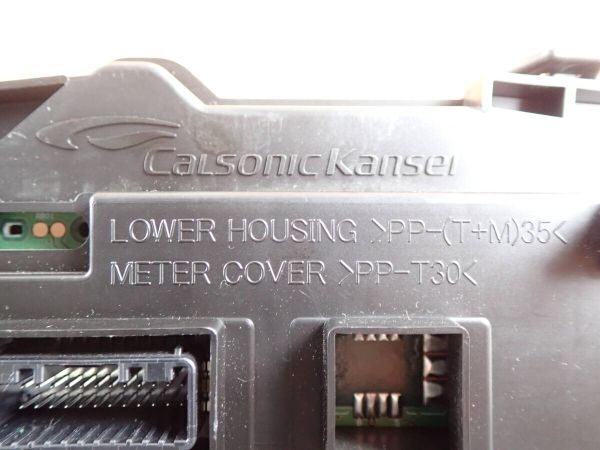 CalsonicKansei
LOWER HOUSING >PP-(T+M)35<
METER COVER >PP-T30<